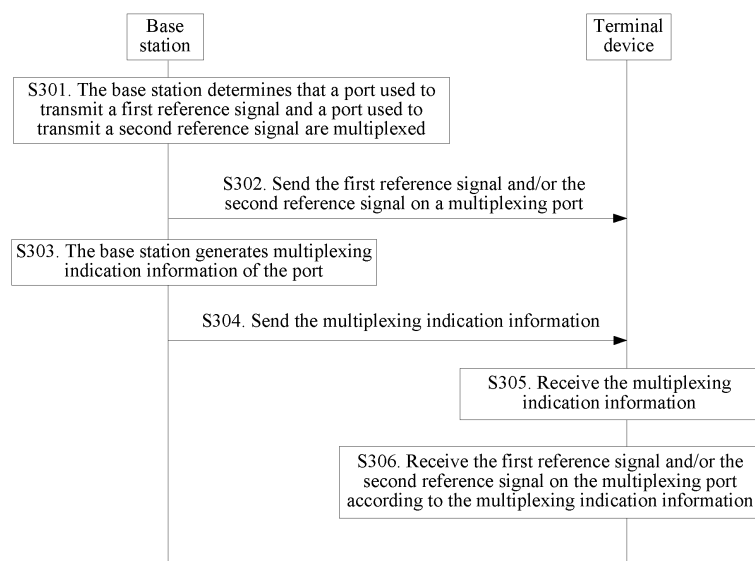 Base
station
Terminal
device
S301. The base station determines that a port used to
transmit a first reference signal and a port used to
transmit a second reference signal are multiplexed
S302. Send the first reference signal and/or the
second reference signal on a multiplexing port
S303. The base station generates multiplexing
indication information of the port
S304. Send the multiplexing indication information
S305. Receive the multiplexing
indication information
S306. Receive the first reference signal and/or the
second reference signal on the multiplexing port
according to the multiplexing indication information